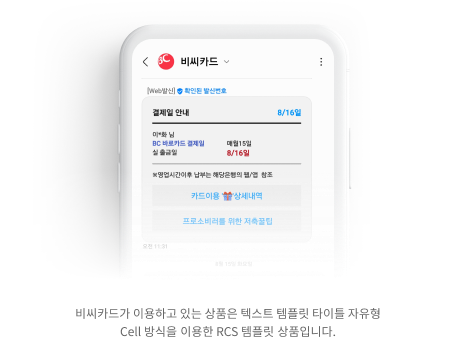 비씨카드
[Web발신] 확인된 발신번호
결제일 안내 8/16일
이*화 님
BC 바로카드 결제일 매월15일
실 출금일 8/16일
※영업시간이후 납부는 해당은행의 웹/앱 참조
카드이용 상세내역
프로소비러를 위한 저축꿀팁
오전 11:31
비씨카드가 이용하고 있는 상품은 텍스트 템플릿 타이틀 자유형
Cell 방식을 이용한 RCS 템플릿 상품입니다.